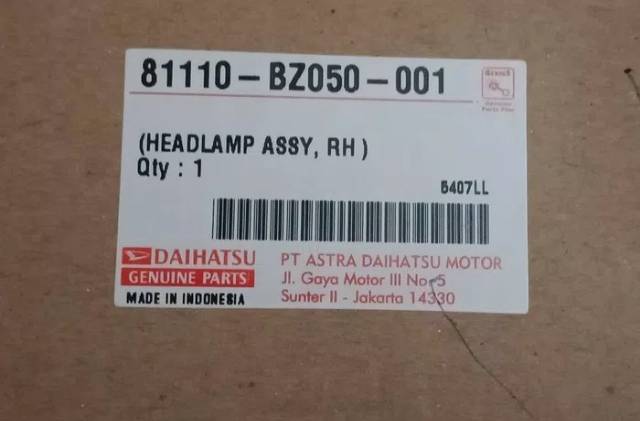 81110-BZ050-001
(HEADLAMP ASSY, RH)
Qty : 1
5407LL
DAIHATSU
GENUINE PARTS
MADE IN INDONESIA
PT ASTRA DAIHATSU MOTOR
Jl. Gaya Motor III No. 5
Sunter II - Jakarta 14330